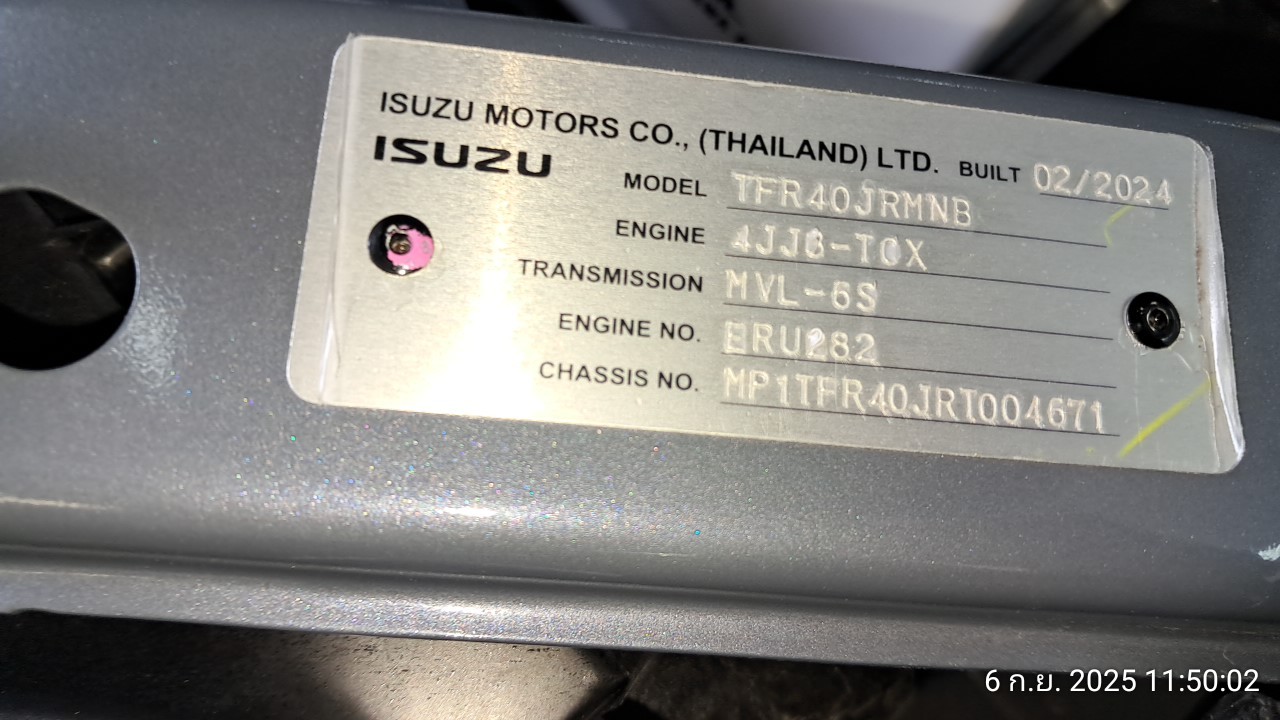 ISUZU MOTORS CO., (THAILAND) LTD. BUILT 02/2024
ISUZU
MODEL TFR40JRMNB
ENGINE 4JJ3-TCX
TRANSMISSION MVL-6S
ENGINE NO. ERU282
CHASSIS NO. MP1TFR40JRT004671
6 ก.ย. 2025 11:50:02